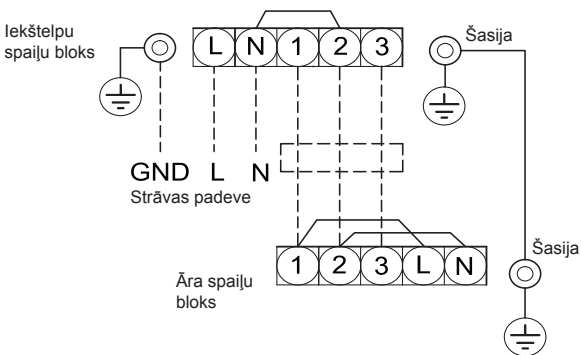 Iekštelpu
spaiļu bloks
L N 1 2 3
Šasija
GND L N
Strāvas padeve
1 2 3 L N
Šasija
Āra spaiļu
bloks